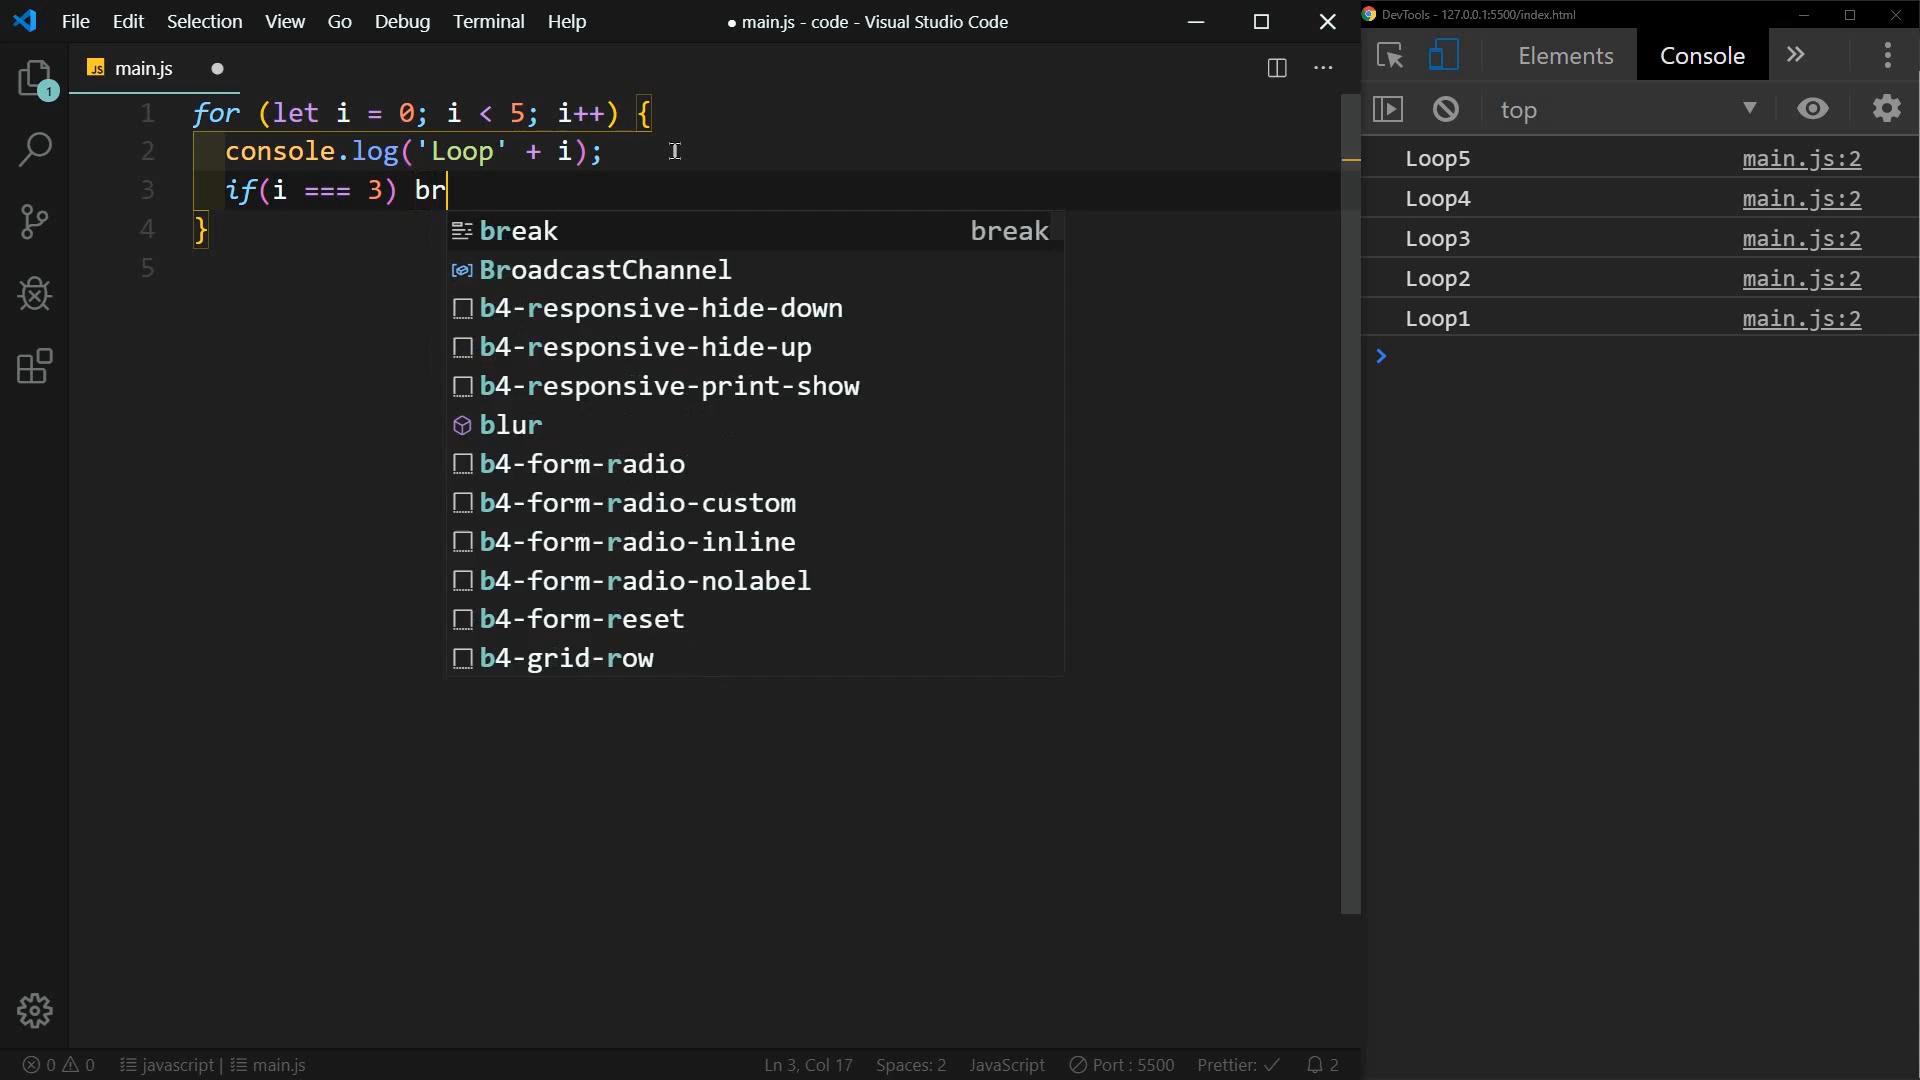 File Edit Selection View Go Debug Terminal Help
● main.js - code - Visual Studio Code
DevTools - 127.0.0.1:5500/index.html
JS main.js ●
Elements Console »
top
1
1 for (let i = 0; i < 5; i++) {
2 console.log('Loop' + i);
3 if(i === 3) br
4 }
5
break break
BroadcastChannel
b4-responsive-hide-down
b4-responsive-hide-up
b4-responsive-print-show
blur
b4-form-radio
b4-form-radio-custom
b4-form-radio-inline
b4-form-radio-nolabel
b4-form-reset
b4-grid-row
Loop5 main.js:2
Loop4 main.js:2
Loop3 main.js:2
Loop2 main.js:2
Loop1 main.js:2
>
0 0 javascript | main.js Ln 3, Col 17 Spaces: 2 JavaScript Port : 5500 Prettier: ✓ 2